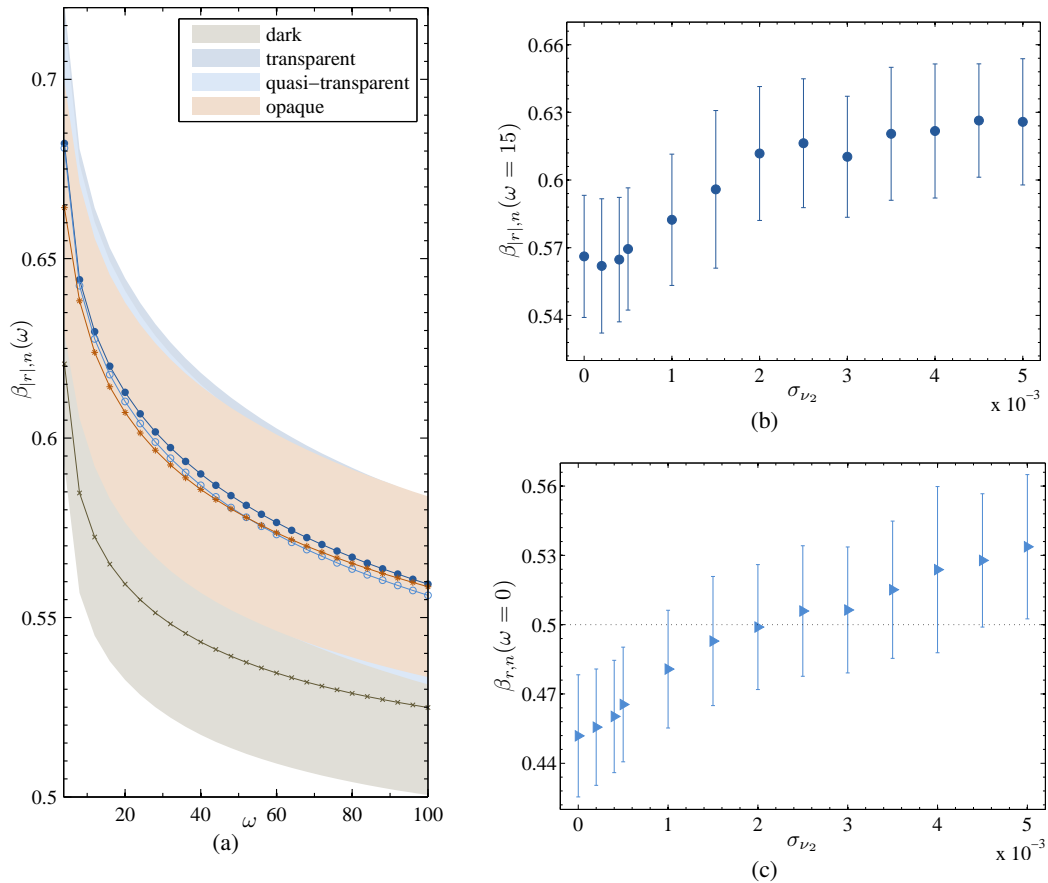 dark
transparent
quasi−transparent
opaque
0.7
0.65
0.6
0.55
0.5
β|r|,n(ω)
20 40 60 80 100
ω
(a)
0.66
0.63
0.6
0.57
0.54
β|r|,n(ω = 15)
0 1 2 3 4 5
x 10⁻³
σν₂
(b)
0.56
0.53
0.5
0.47
0.44
βr,n(ω = 0)
0 1 2 3 4 5
x 10⁻³
σν₂
(c)